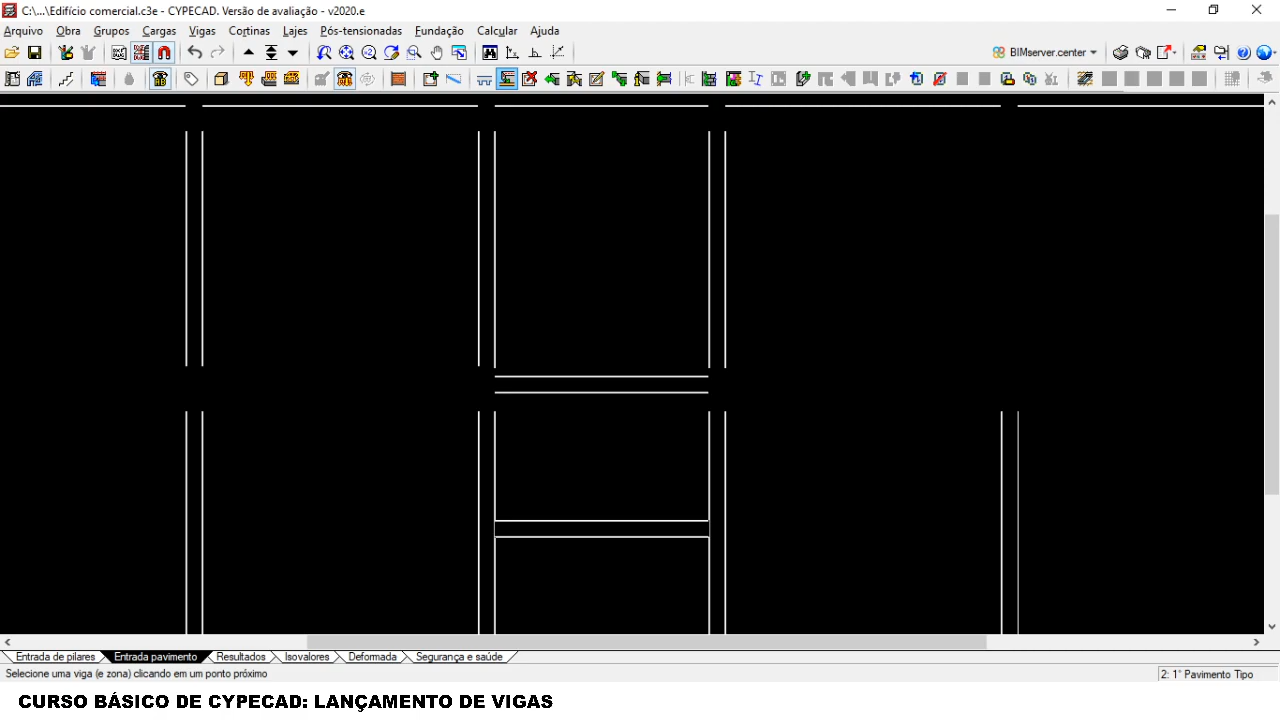 C:\...\Edifício comercial.c3e - CYPECAD. Versão de avaliação - v2020.e
Arquivo Obra Grupos Cargas Vigas Cortinas Lajes Pós-tensionadas Fundação Calcular Ajuda
BIMserver.center
Entrada de pilares Entrada pavimento Resultados Isovalores Deformada Segurança e saúde
Selecione uma viga (e zona) clicando em um ponto próximo 2: 1° Pavimento Tipo
CURSO BÁSICO DE CYPECAD: LANÇAMENTO DE VIGAS